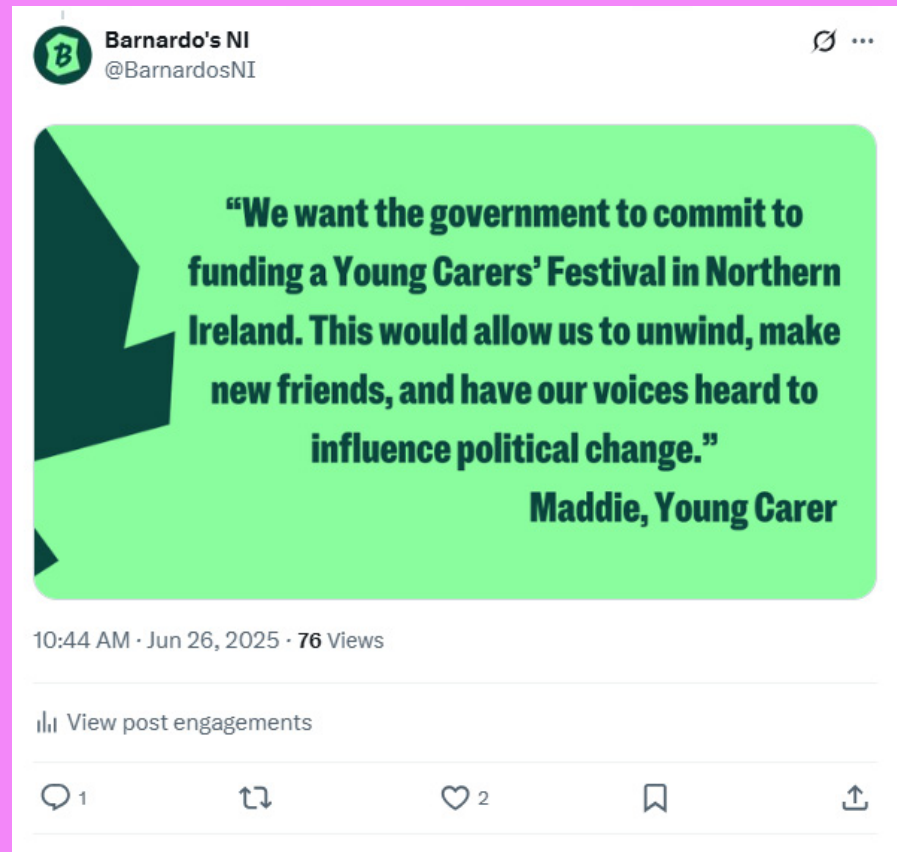 Barnardo's NI
@BarnardosNI
“We want the government to commit to
funding a Young Carers’ Festival in Northern
Ireland. This would allow us to unwind, make
new friends, and have our voices heard to
influence political change.”
Maddie, Young Carer
10:44 AM · Jun 26, 2025 · 76 Views
View post engagements
1 2